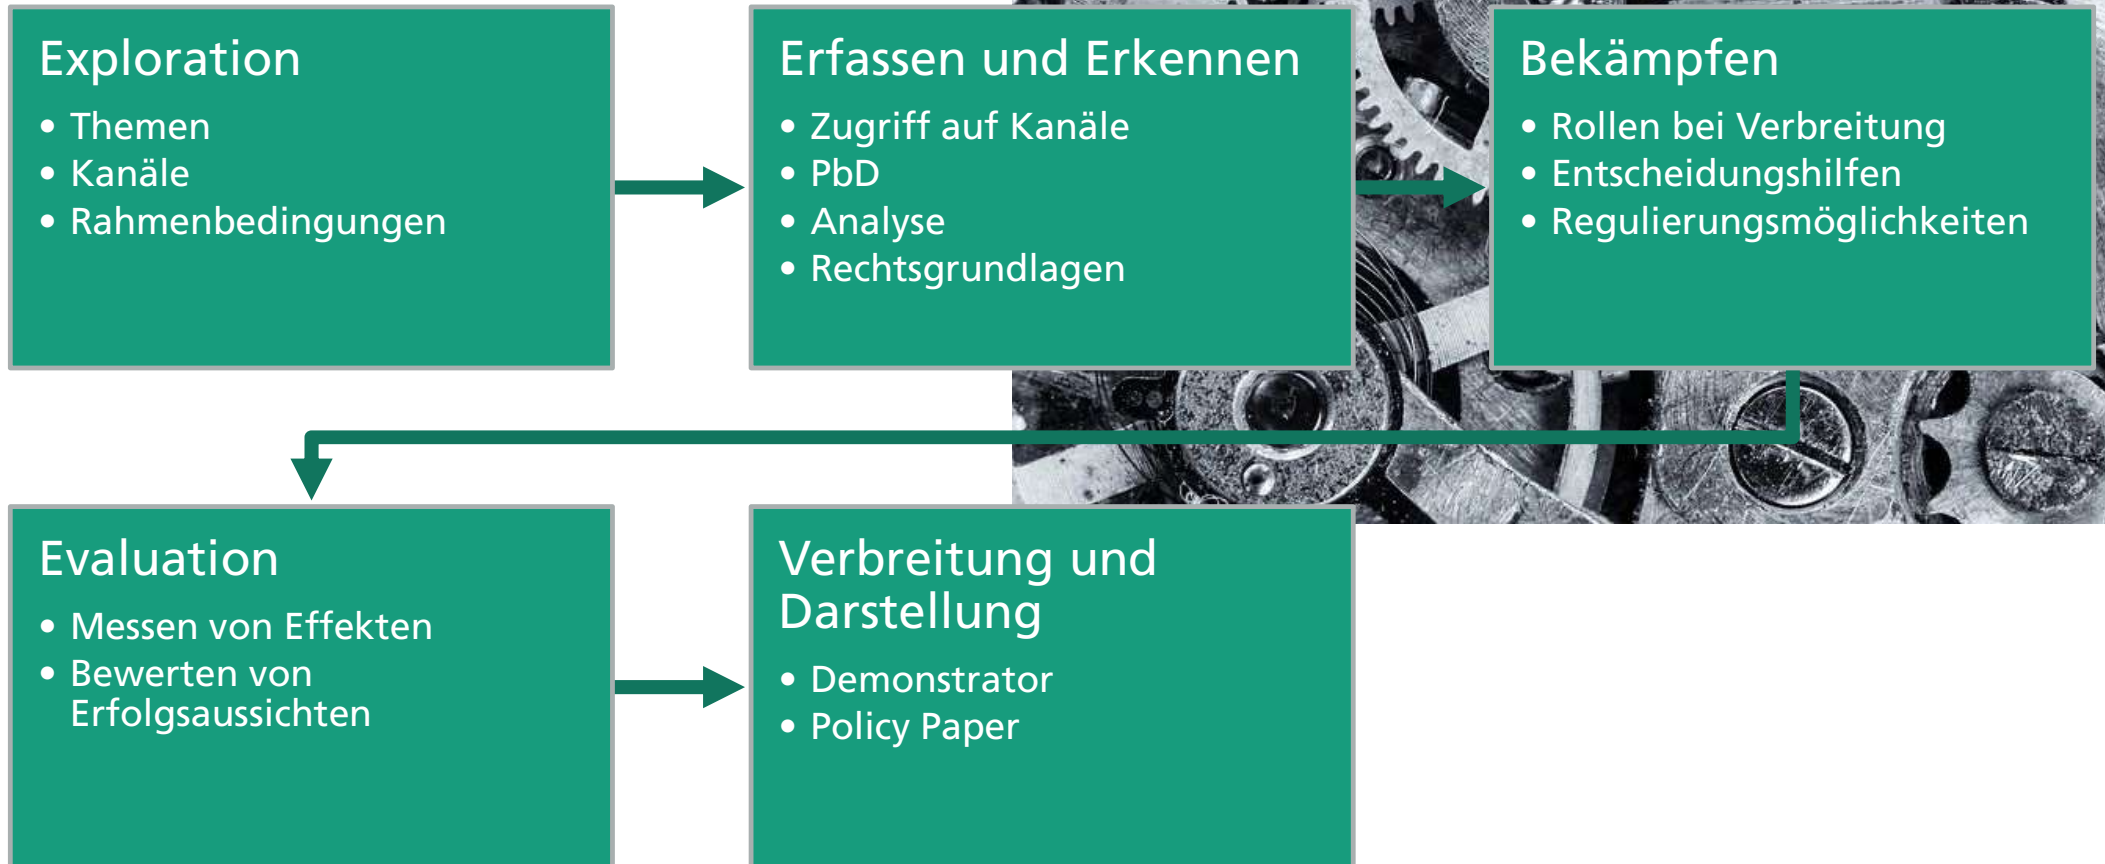 Exploration
• Themen
• Kanäle
• Rahmenbedingungen
Erfassen und Erkennen
• Zugriff auf Kanäle
• PbD
• Analyse
• Rechtsgrundlagen
Bekämpfen
• Rollen bei Verbreitung
• Entscheidungshilfen
• Regulierungsmöglichkeiten
Evaluation
• Messen von Effekten
• Bewerten von
Erfolgsaussichten
Verbreitung und
Darstellung
• Demonstrator
• Policy Paper